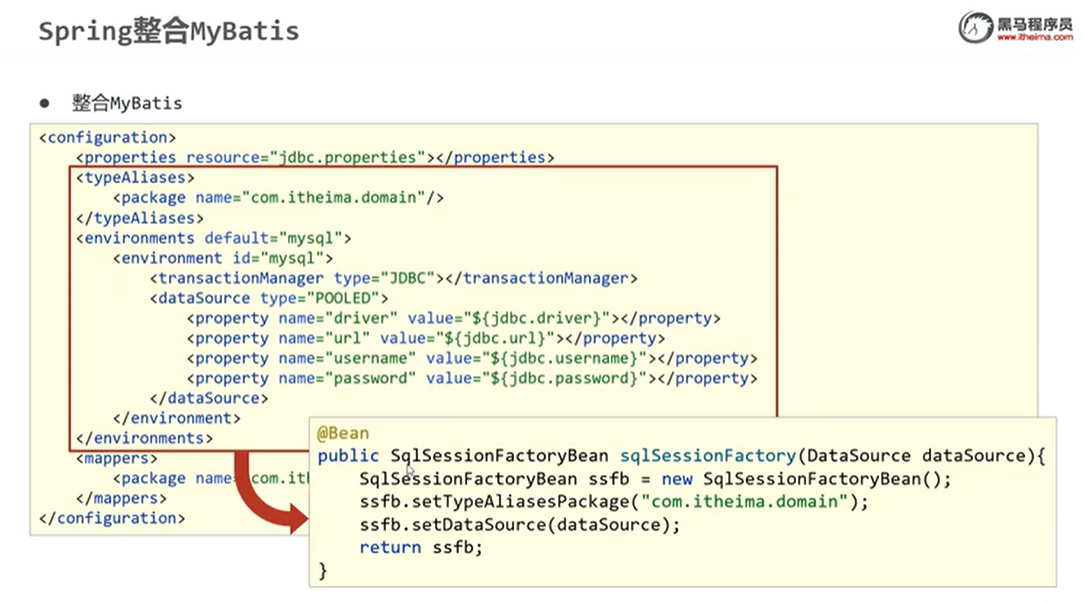 Spring整合MyBatis
黑马程序员
www.itheima.com
● 整合MyBatis
<configuration>
<properties resource="jdbc.properties"></properties>
<typeAliases>
<package name="com.itheima.domain"/>
</typeAliases>
<environments default="mysql">
<environment id="mysql">
<transactionManager type="JDBC"></transactionManager>
<dataSource type="POOLED">
<property name="driver" value="${jdbc.driver}"></property>
<property name="url" value="${jdbc.url}"></property>
<property name="username" value="${jdbc.username}"></property>
<property name="password" value="${jdbc.password}"></property>
</dataSource>
</environment>
</environments>
<mappers>
<package name com.it
</mappers>
</configuration>
@Bean
public SqlSessionFactoryBean sqlSessionFactory(DataSource dataSource){
SqlSessionFactoryBean ssfb = new SqlSessionFactoryBean();
ssfb.setTypeAliasesPackage("com.itheima.domain");
ssfb.setDataSource(dataSource);
return ssfb;
}